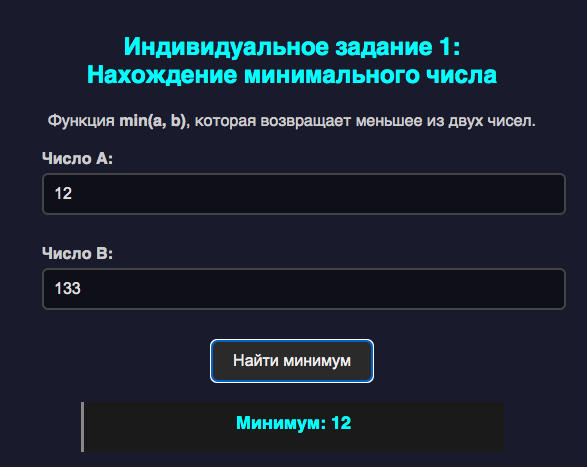 Индивидуальное задание 1:
Нахождение минимального числа
Функция min(a, b), которая возвращает меньшее из двух чисел.
Число A:
12
Число B:
133
Найти минимум
Минимум: 12